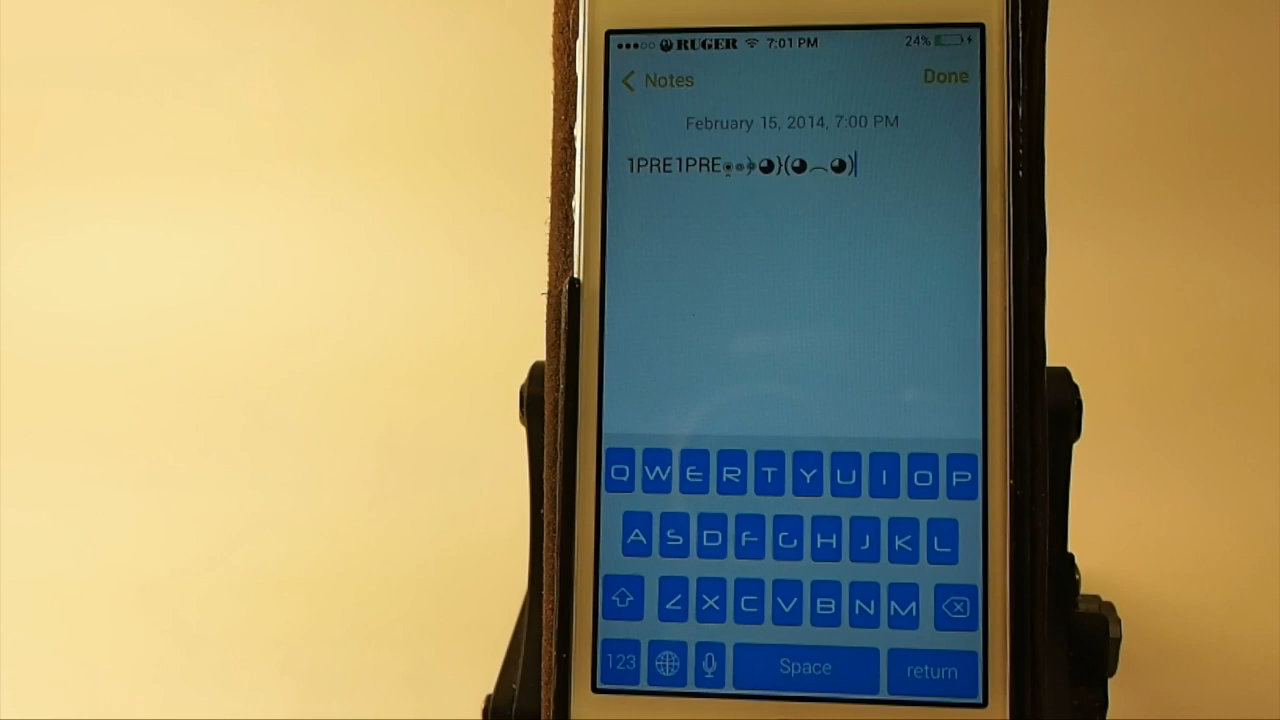 RUGER 7:01 PM 24%
Notes Done
February 15, 2014, 7:00 PM
1PRE1PRE ◕}(◕︵◕)
Q W E R T Y U I O P
A S D F G H J K L
Z X C V B N M
123 Space return